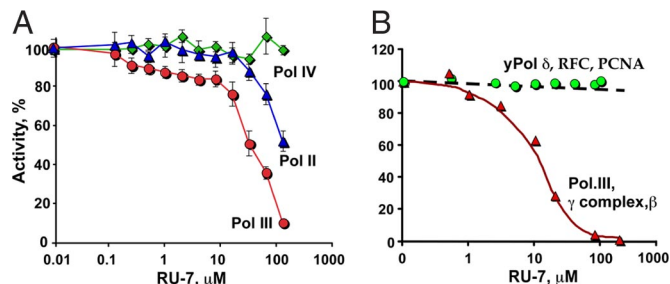 A
Activity, %
100
80
60
40
20
0
Pol IV
Pol II
Pol III
0.01
0.1
1
10
100
1000
RU-7, μM
B
120
100
80
60
40
20
0
yPol δ, RFC, PCNA
Pol.III,
γ complex,β
0
1
10
100
1000
RU-7, μM